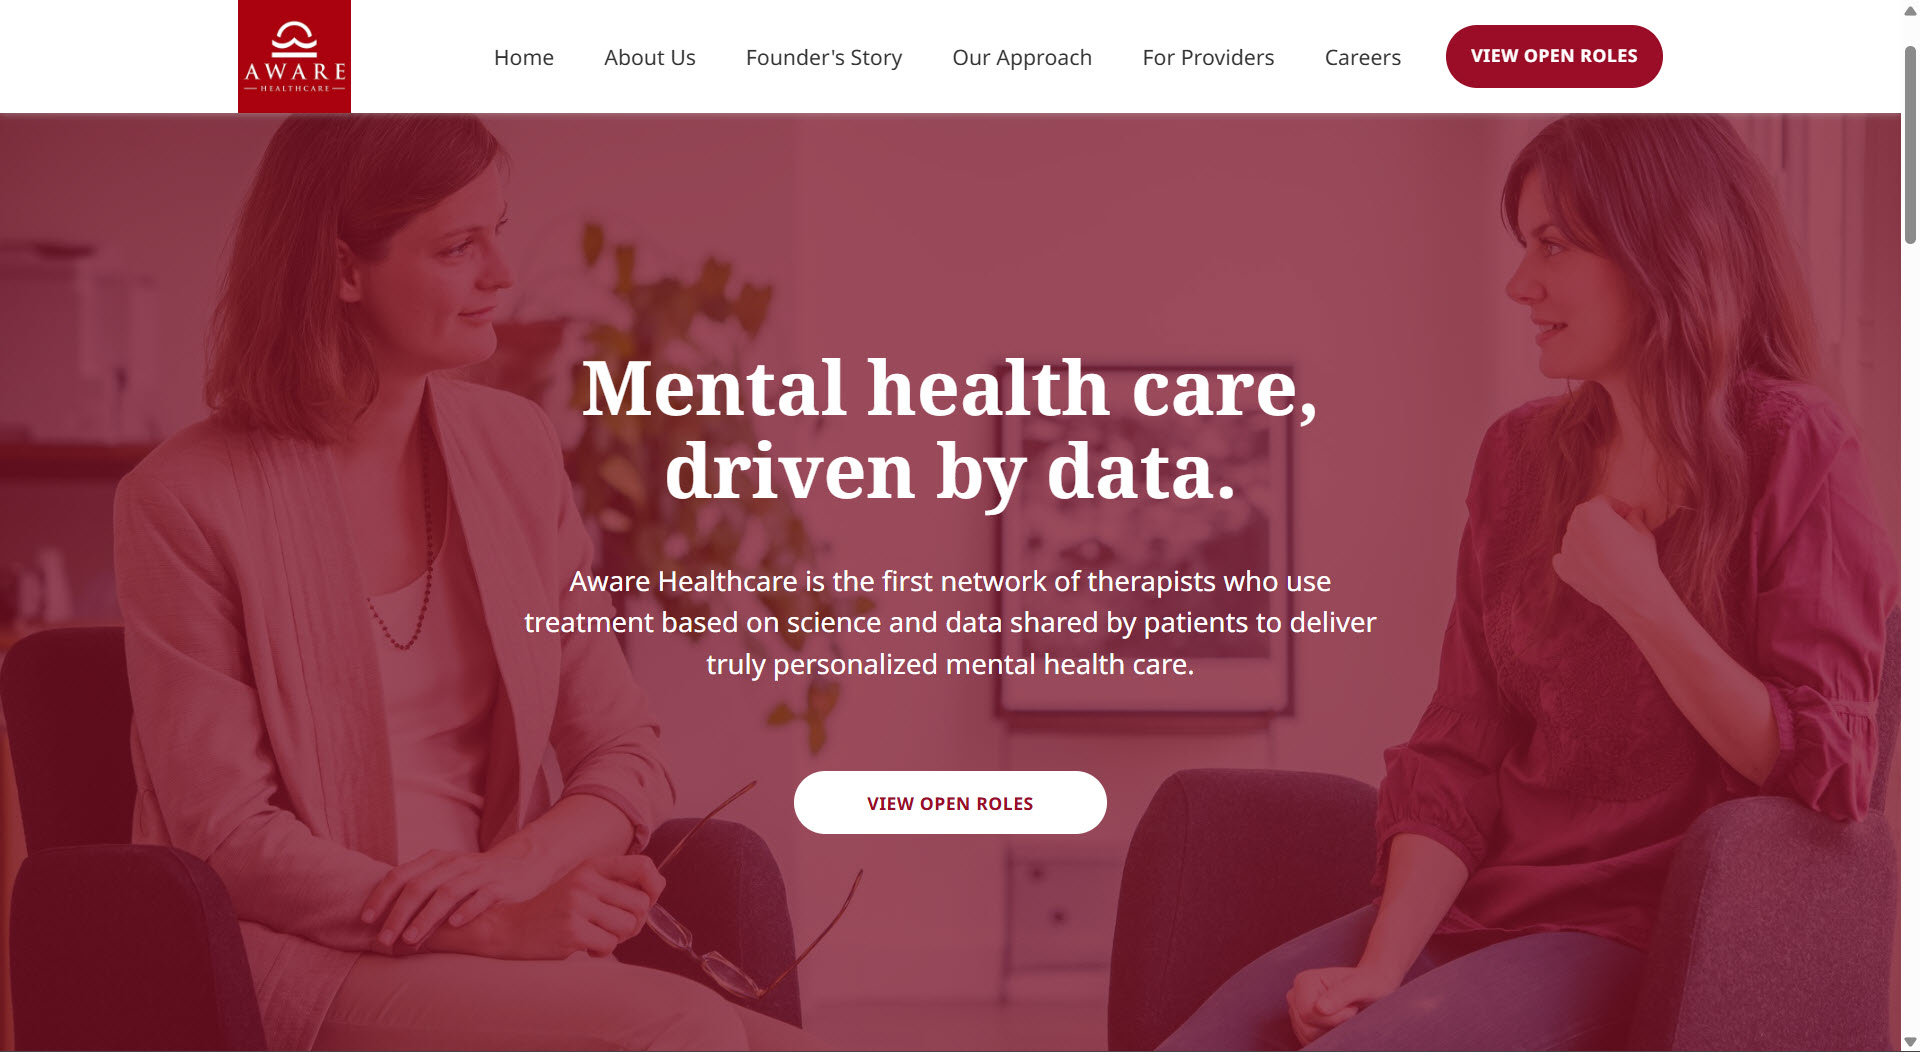 AWARE
HEALTHCARE
Home
About Us
Founder's Story
Our Approach
For Providers
Careers
VIEW OPEN ROLES
Mental health care,
driven by data.
Aware Healthcare is the first network of therapists who use
treatment based on science and data shared by patients to deliver
truly personalized mental health care.
VIEW OPEN ROLES